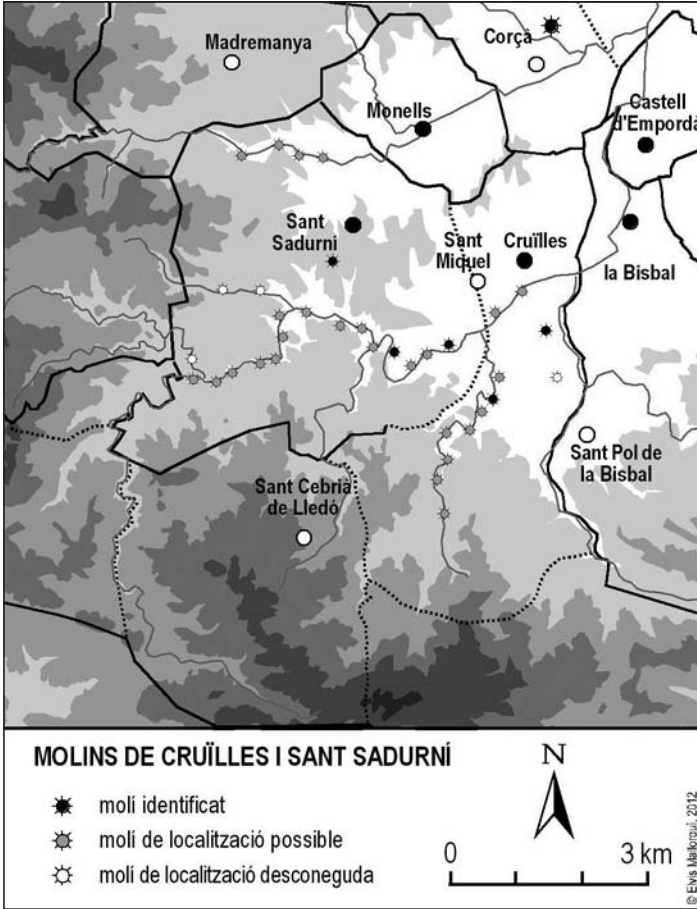 Madremanya
Corçà
Monells
Castell
d'Empordà
Sant
Sadurní
Sant
Miquel
Cruïlles
la Bisbal
Sant Pol de
la Bisbal
Sant Cebrià
de Lledó
MOLINS DE CRUÏLLES I SANT SADURNÍ
molí identificat
molí de localització possible
molí de localització desconeguda
N
0 3 km
© Elvis Mallorquí, 2012